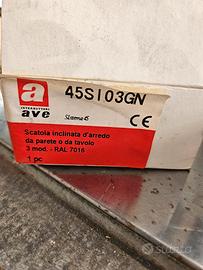 45SI03GN
a
INTERRUTTORI
ave
Sistema 45
CE
Scatola inclinata d'arredo
da parete o da tavolo
3 mod. - RAL 7016
1 pc
Subito